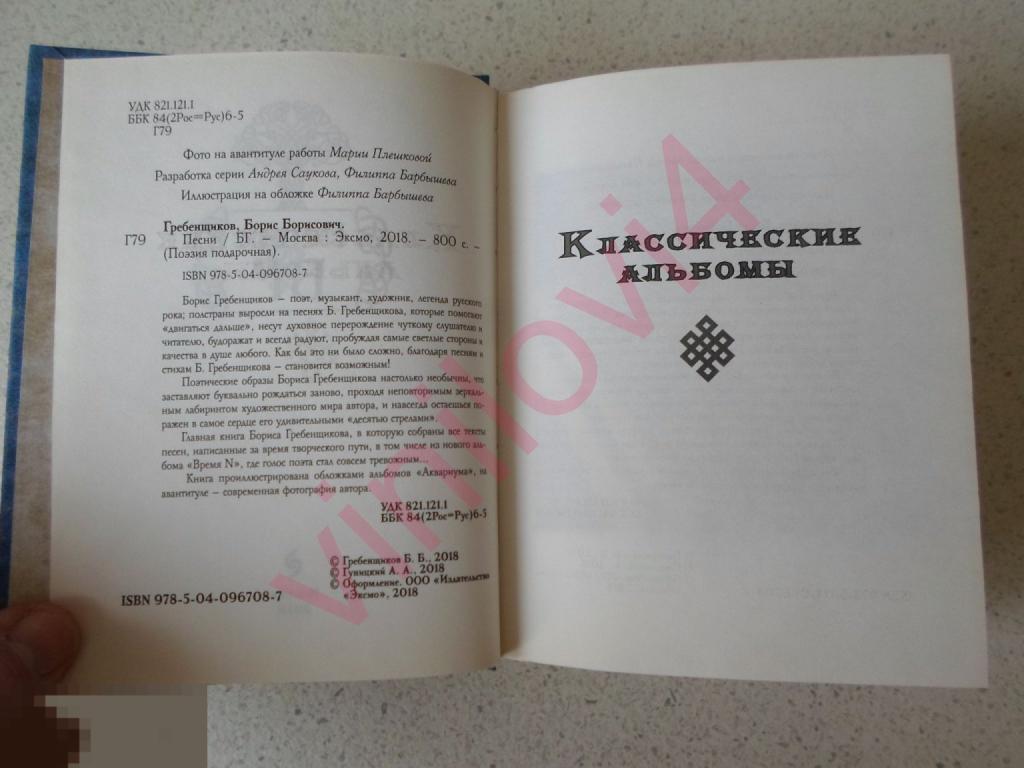 УДК 821.121.1
ББК 84(2Рос=Рус)6-5
Г79
Фото на авантитуле работы Марии Плешковой
Разработка серии Андрея Саукова, Филиппа Барбышева
Иллюстрация на обложке Филиппа Барбышева
Гребенщиков, Борис Борисович.
Г79 Песни / БГ. — Москва : Эксмо, 2018. — 800 с. —
(Поэзия подарочная).
ISBN 978-5-04-096708-7
Борис Гребенщиков — поэт, музыкант, художник, легенда русского
рока; полстраны выросли на песнях Б. Гребенщикова, которые помогают
«двигаться дальше», несут духовное перерождение чуткому слушателю и
читателю, будоражат и всегда радуют, пробуждая самые светлые стороны и
качества в душе любого. Как бы это ни было сложно, благодаря песням и
стихам Б. Гребенщикова — становится возможным!
Поэтические образы Бориса Гребенщикова настолько необычны, что
заставляют буквально рождаться заново, проходя неповторимым зеркаль-
ным лабиринтом художественного мира автора, и навсегда остаешься по-
ражен в самое сердце его удивительными «десятью стрелами».
Главная книга Бориса Гребенщикова, в которую собраны все тексты
песен, написанные за время творческого пути, в том числе из нового аль-
бома «Время N», где голос поэта стал совсем тревожным...
Книга проиллюстрирована обложками альбомов «Аквариума», на
авантитуле — современная фотография автора.
УДК 821.121.1
ББК 84(2Рос=Рус)6-5
© Гребенщиков Б. Б., 2018
© Гуницкий А. А., 2018
© Оформление. ООО «Издательство
«Эксмо», 2018
ISBN 978-5-04-096708-7
Классические
альбомы
virilovi4